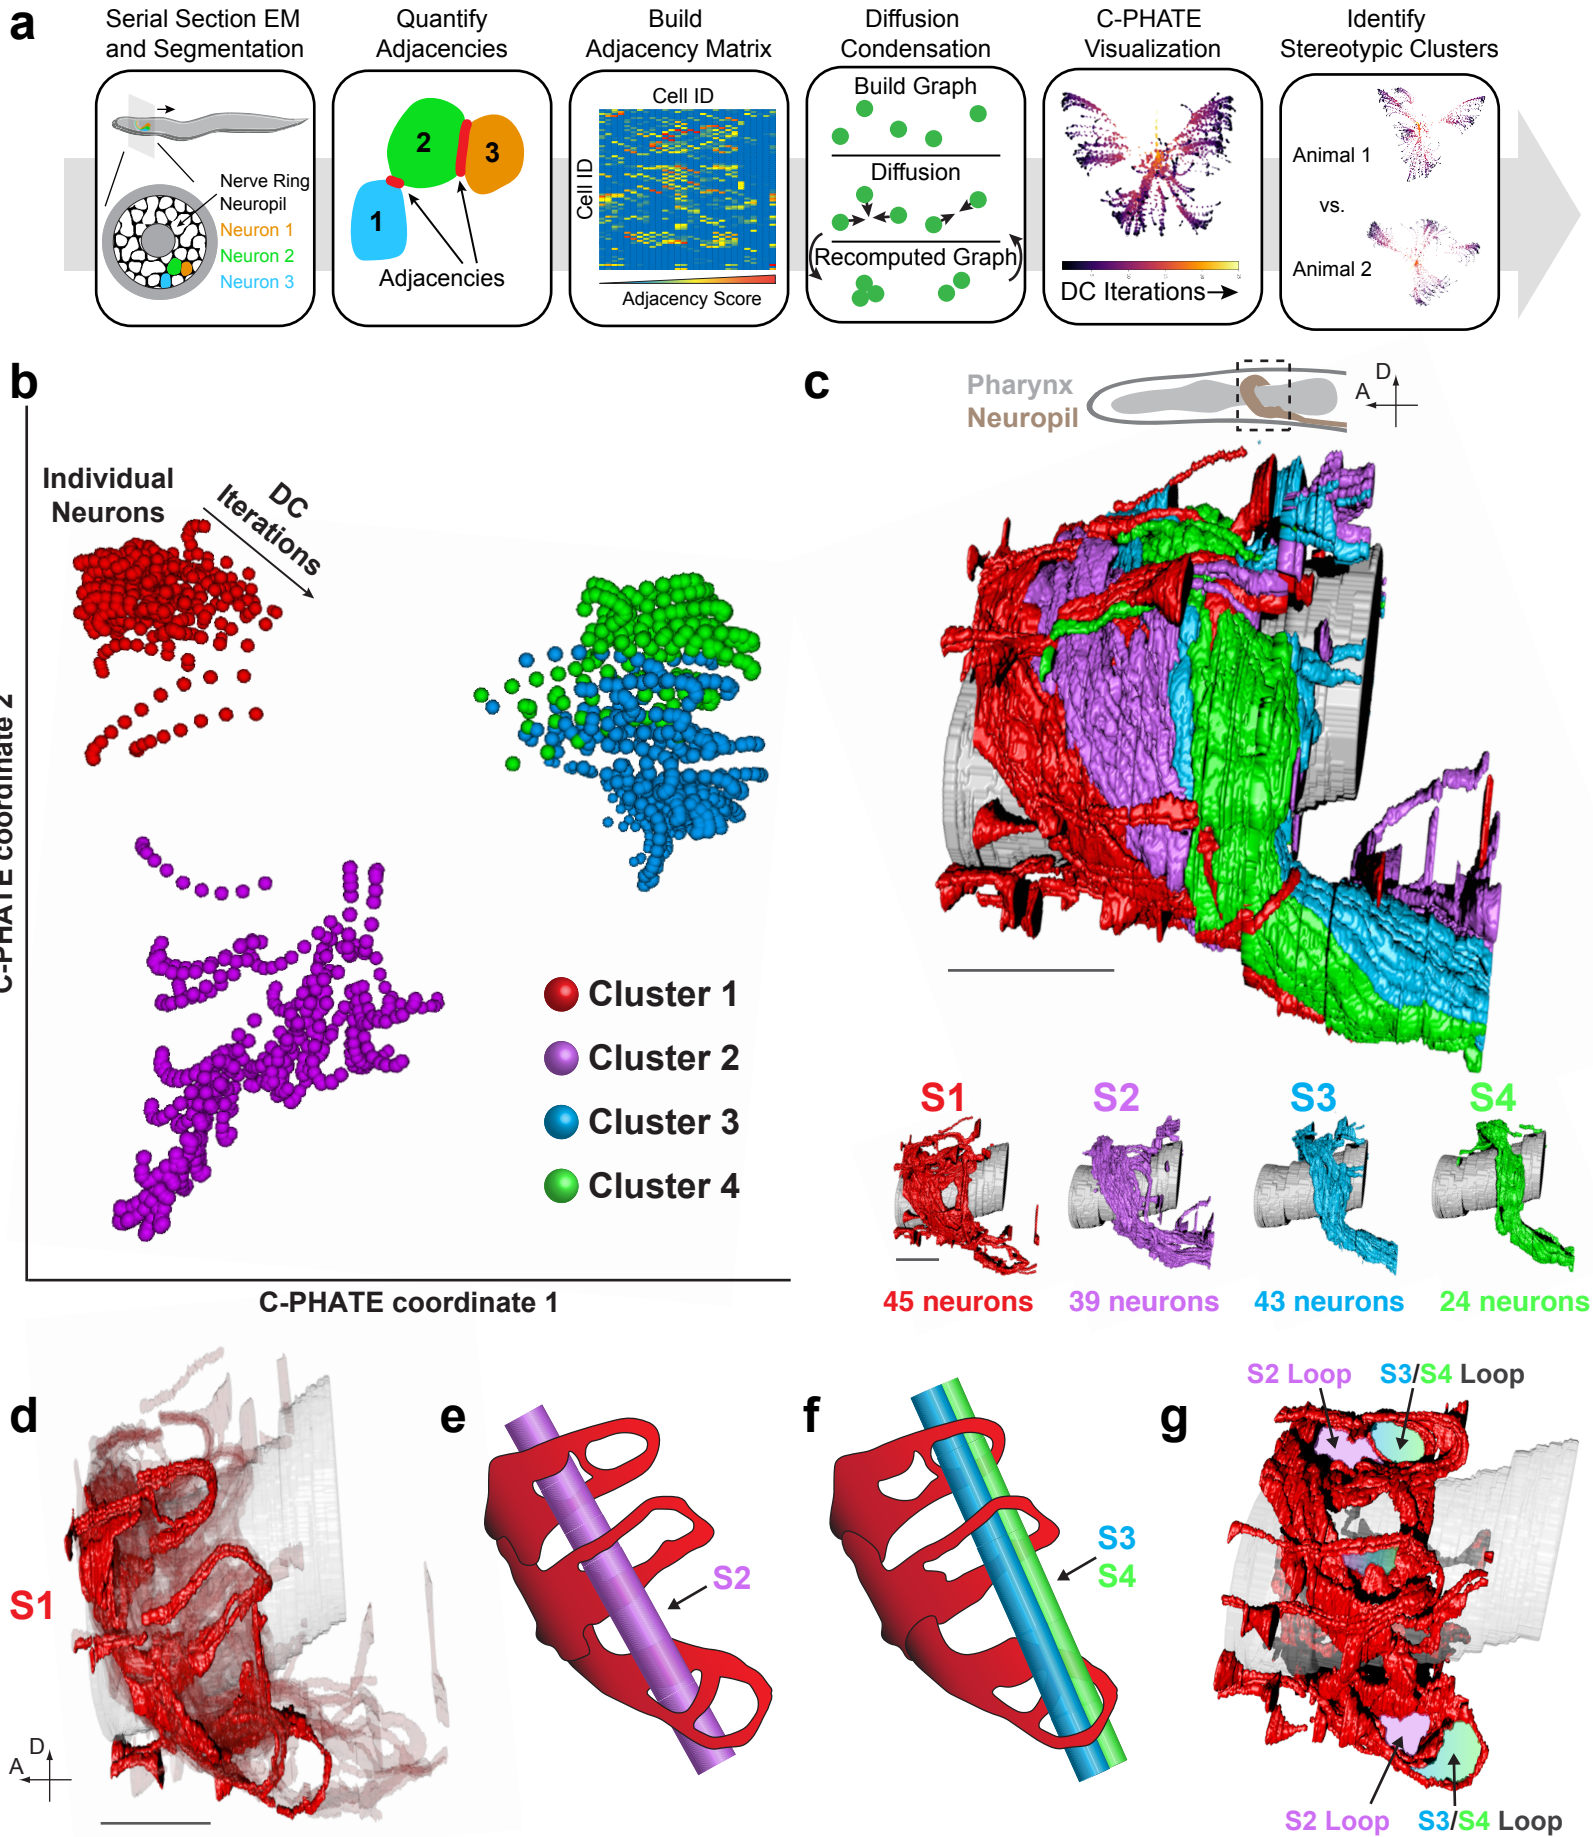 a
Serial Section EM
and Segmentation
Quantify
Adjacencies
Build
Adjacency Matrix
Diffusion
Condensation
C-PHATE
Visualization
Identify
Stereotypic Clusters
Nerve Ring
Neuropil
Neuron 1
Neuron 2
Neuron 3
1
2
3
Adjacencies
Cell ID
Cell ID
Adjacency Score
Build Graph
Diffusion
Recomputed Graph
DC Iterations
Animal 1
vs.
Animal 2
b
Individual
Neurons
DC
Iterations
C-PHATE coordinate 2
C-PHATE coordinate 1
Cluster 1
Cluster 2
Cluster 3
Cluster 4
c
Pharynx
Neuropil
A
D
S1
S2
S3
S4
45 neurons
39 neurons
43 neurons
24 neurons
d
S1
D
A
e
S2
f
S3
S4
g
S2 Loop
S3/S4 Loop
S2 Loop
S3/S4 Loop